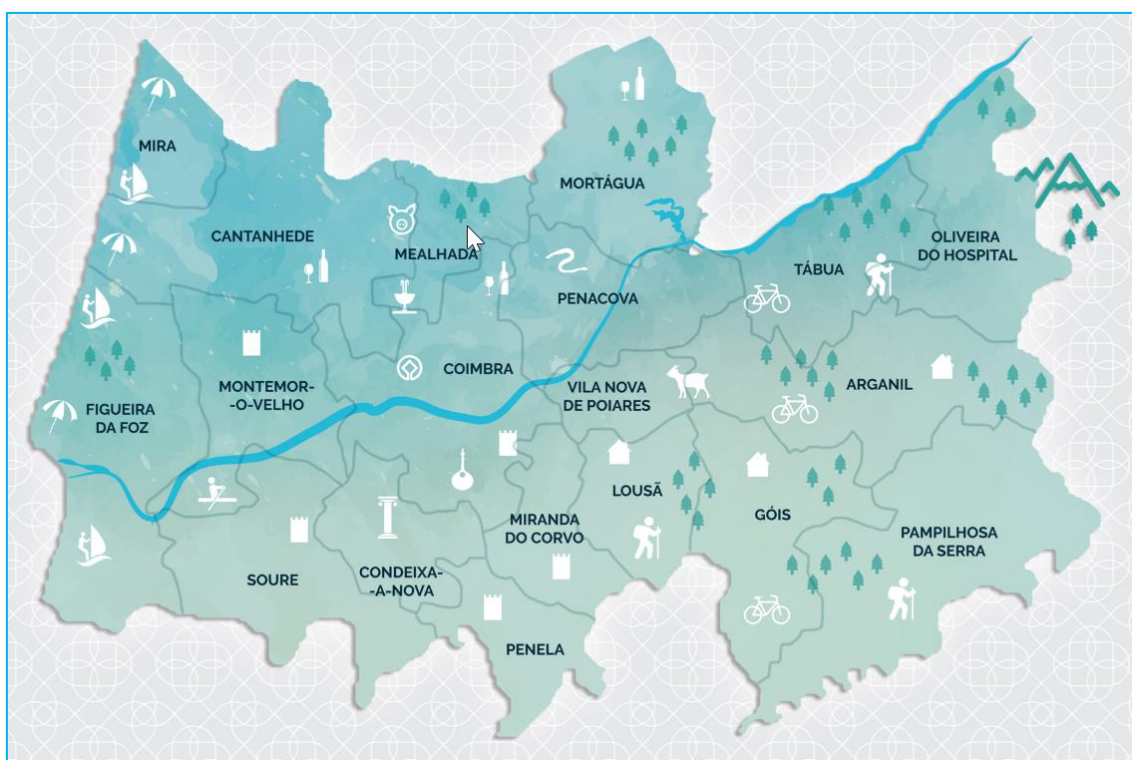 MIRA
MORTÁGUA
CANTANHEDE
MEALHADA
OLIVEIRA
DO HOSPITAL
TÁBUA
PENACOVA
COIMBRA
MONTEMOR-
-O-VELHO
VILA NOVA
DE POIARES
ARGANIL
FIGUEIRA
DA FOZ
LOUSÃ
GÓIS
MIRANDA
DO CORVO
PAMPILHOSA
DA SERRA
SOURE
CONDEIXA-
-A-NOVA
PENELA